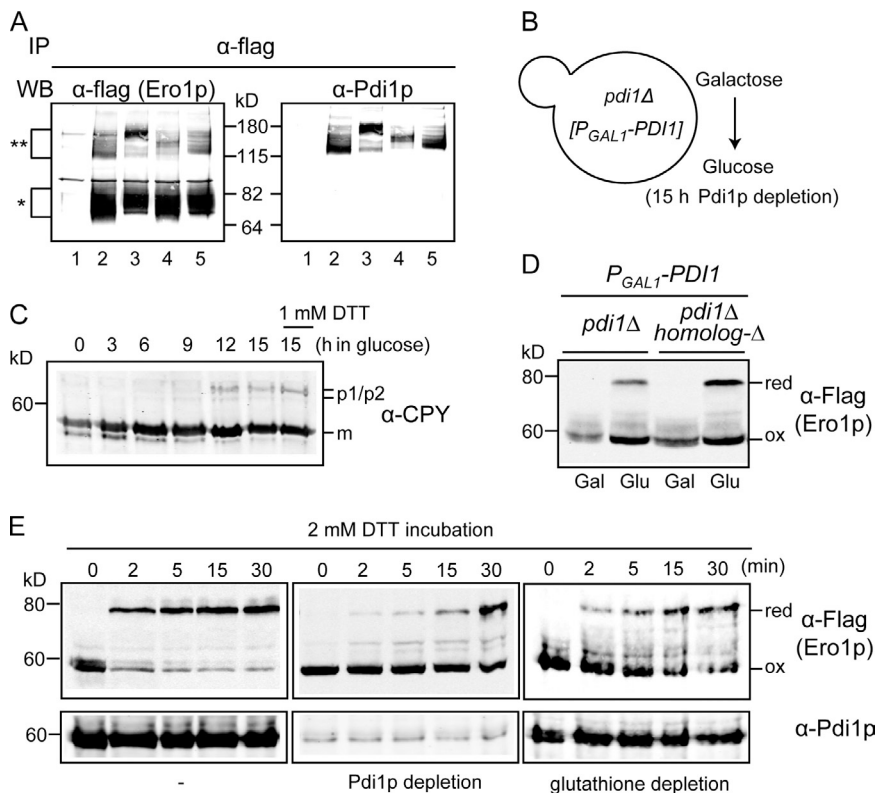 A
IP
α-flag
WB α-flag (Ero1p) kD α-Pdi1p
180
** 115
82
* 64
1 2 3 4 5 1 2 3 4 5
B
pdi1Δ
[PGAL1-PDI1]
Galactose
Glucose
(15 h Pdi1p depletion)
C
1 mM DTT
0 3 6 9 12 15 15 (h in glucose)
kD
60
p1/p2
α-CPY
m
D
PGAL1-PDI1
pdi1Δ pdi1Δ homolog-Δ
kD
80 red
α-Flag (Ero1p)
60 ox
Gal Glu Gal Glu
E
2 mM DTT incubation
0 2 5 15 30 0 2 5 15 30 0 2 5 15 30 (min)
kD
80 red
α-Flag (Ero1p)
60 ox
60 α-Pdi1p
- Pdi1p depletion glutathione depletion